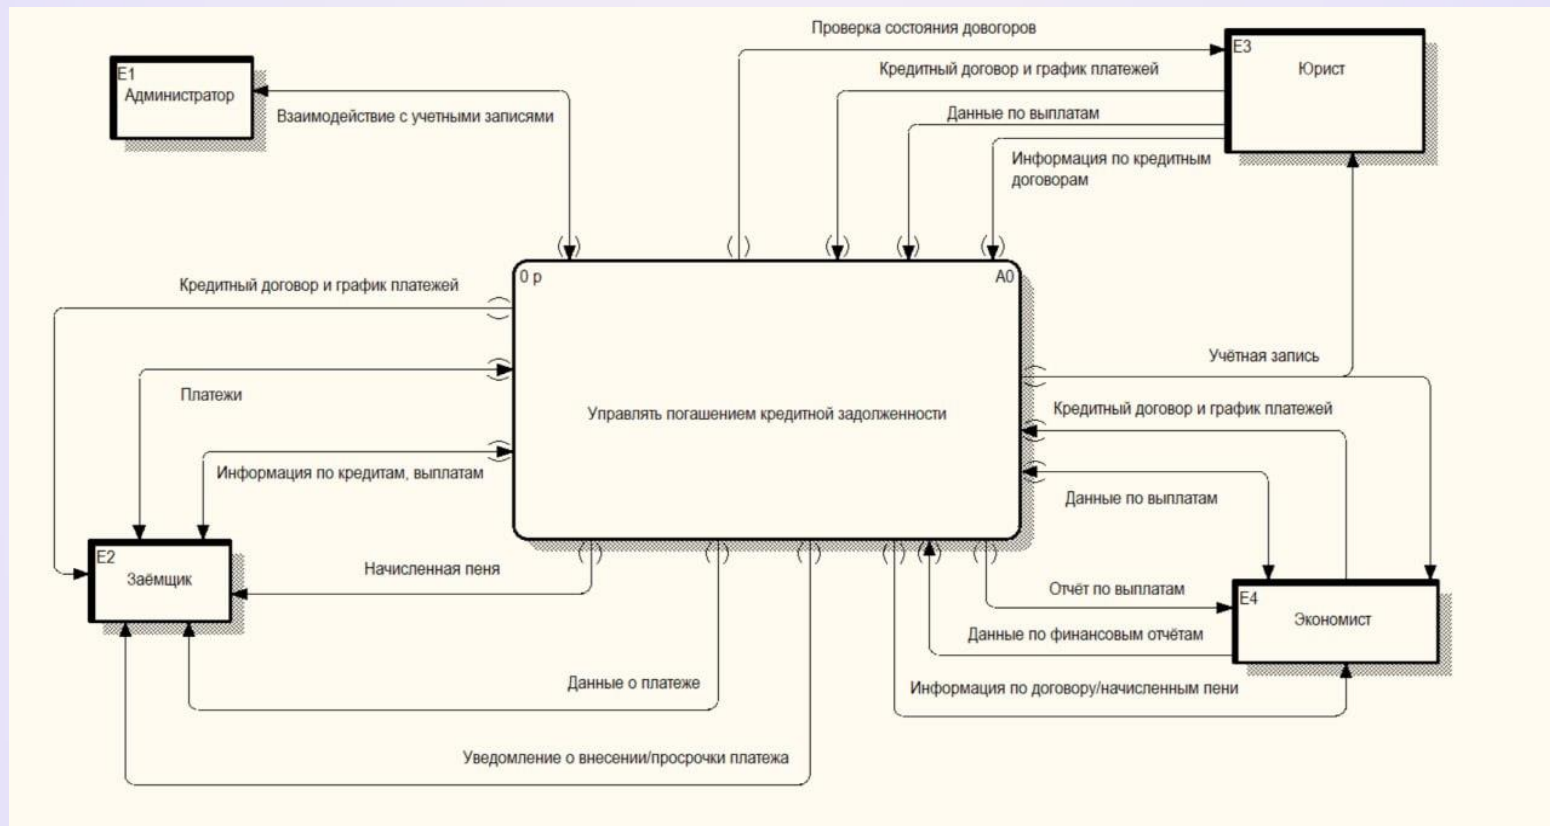 Проверка состояния довогоров
E1
Администратор
Взаимодействие с учетными записями
Кредитный договор и график платежей
Данные по выплатам
Информация по кредитным
договорам
E3
Юрист
0 р
A0
Управлять погашением кредитной задолженности
Кредитный договор и график платежей
Платежи
Информация по кредитам, выплатам
Учётная запись
Кредитный договор и график платежей
Данные по выплатам
E2
Заёмщик
Начисленная пеня
Данные о платеже
Уведомление о внесении/просрочки платежа
Отчёт по выплатам
Данные по финансовым отчётам
Информация по договору/начисленным пени
E4
Экономист